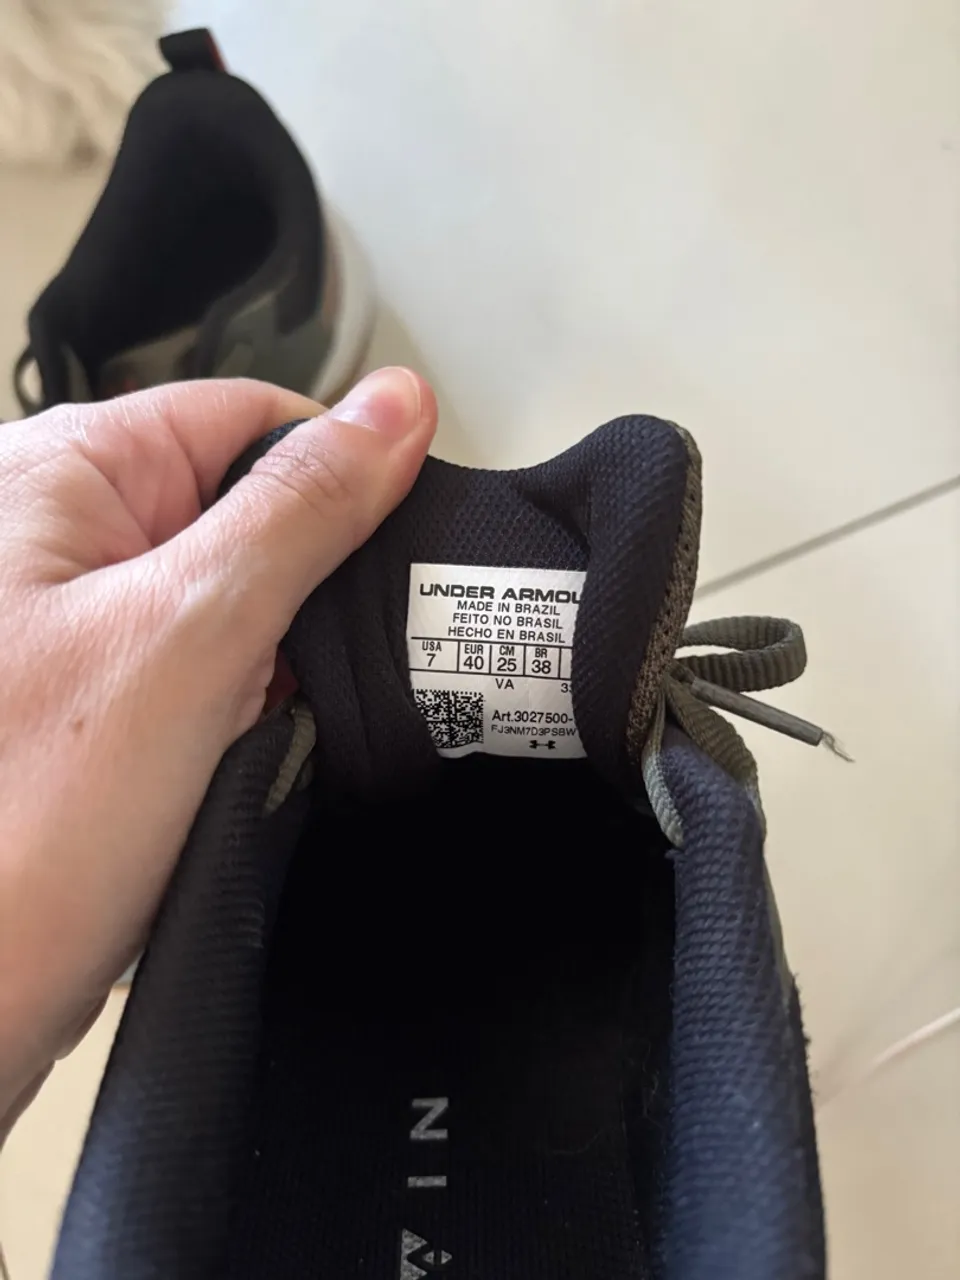 UNDER ARMOU
MADE IN BRAZIL
FEITO NO BRASIL
HECHO EN BRASIL
USA EUR CM BR
7 40 25 38
VA
Art.3027500-
FJ3NM7D3PSBW
N
I